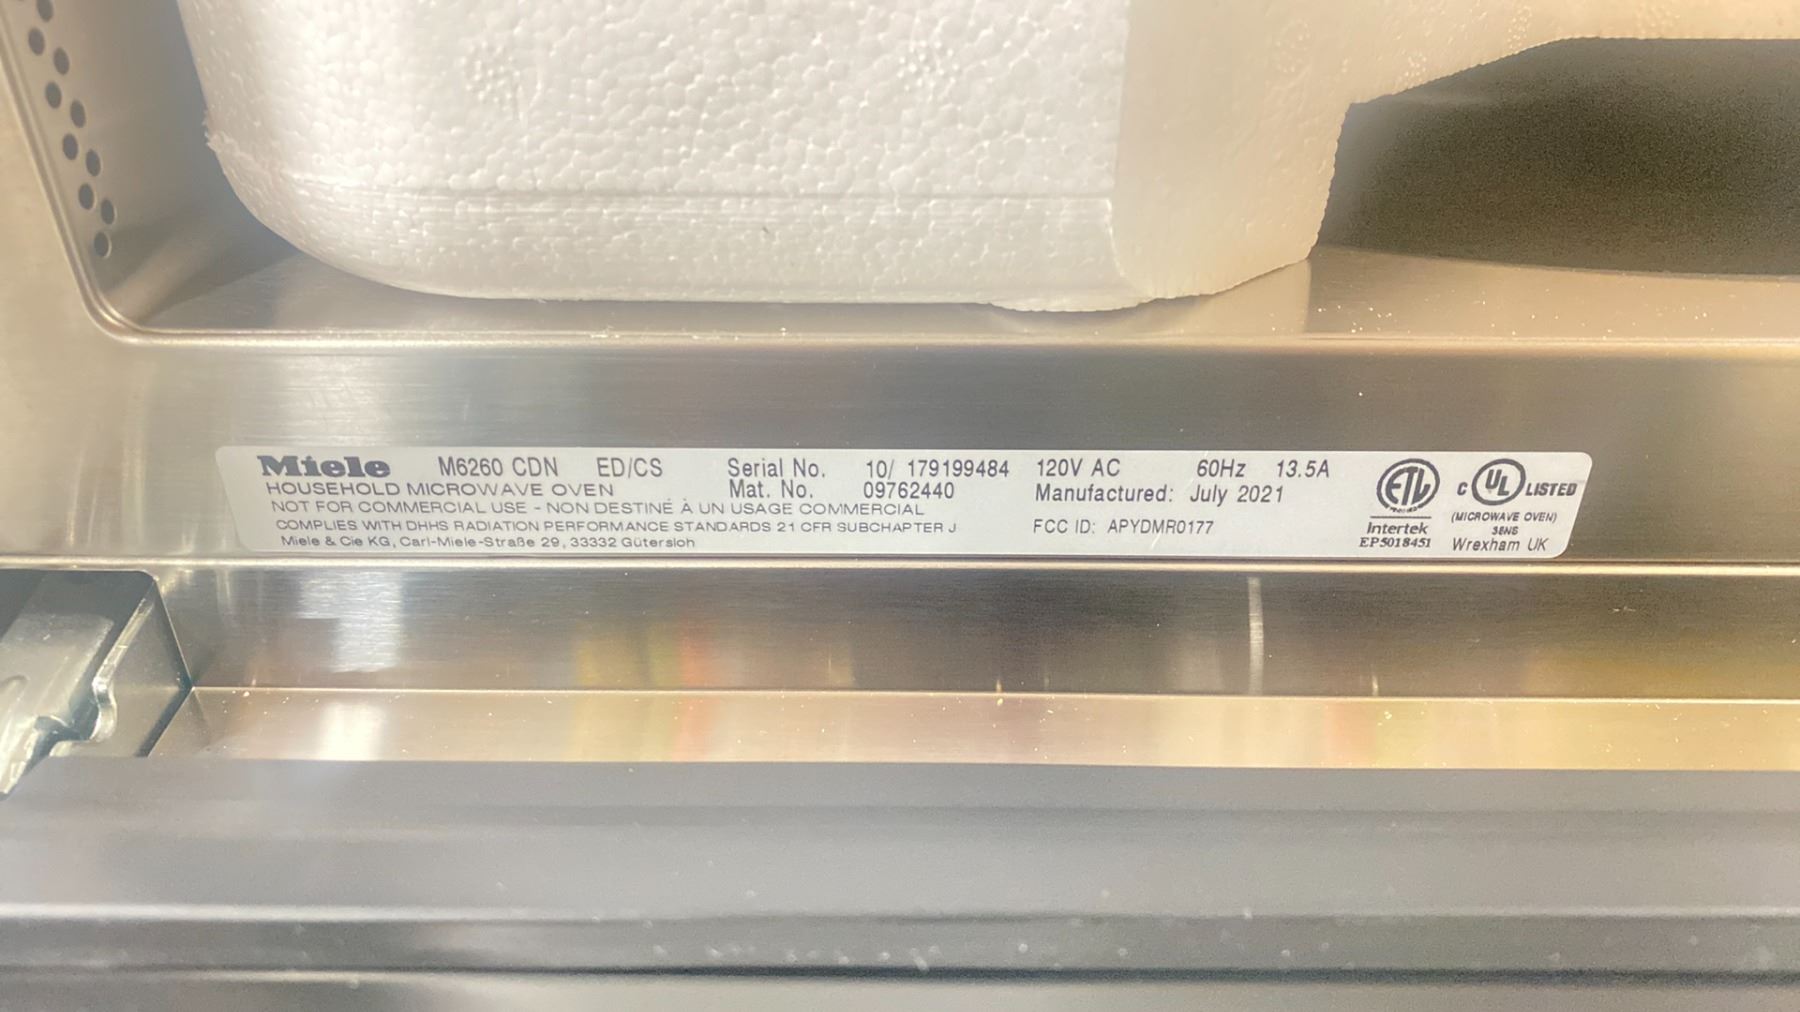 Miele M6260 CDN ED/CS Serial No. 10/ 179199484 120V AC 60Hz 13.5A
HOUSEHOLD MICROWAVE OVEN Mat. No. 09762440 Manufactured: July 2021
NOT FOR COMMERCIAL USE - NON DESTINÉ À UN USAGE COMMERCIAL
COMPLIES WITH DHHS RADIATION PERFORMANCE STANDARDS 21 CFR SUBCHAPTER J FCC ID: APYDMR0177
Miele & Cie KG, Carl-Miele-Straße 29, 33332 Gütersloh
ETL
Intertek
EP5018451
C UL LISTED
(MICROWAVE OVEN)
36N6
Wrexham UK